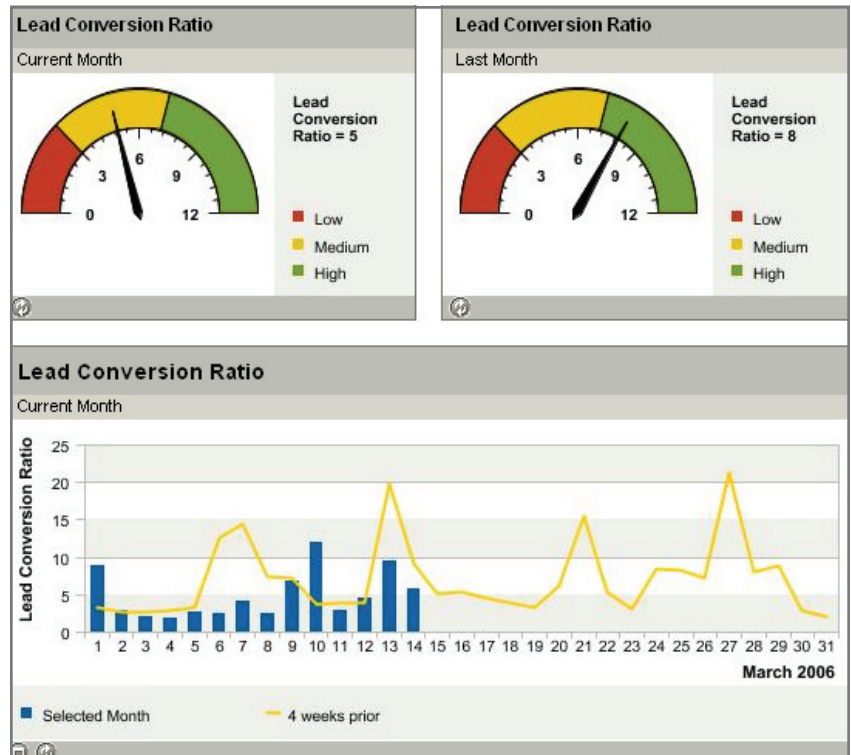 Lead Conversion Ratio
Current Month
Lead
Conversion
Ratio = 5
0
3
6
9
12
Low
Medium
High
Lead Conversion Ratio
Last Month
Lead
Conversion
Ratio = 8
0
3
6
9
12
Low
Medium
High
Lead Conversion Ratio
Current Month
Lead Conversion Ratio
25
20
15
10
5
0
1 2 3 4 5 6 7 8 9 10 11 12 13 14 15 16 17 18 19 20 21 22 23 24 25 26 27 28 29 30 31
March 2006
Selected Month
4 weeks prior